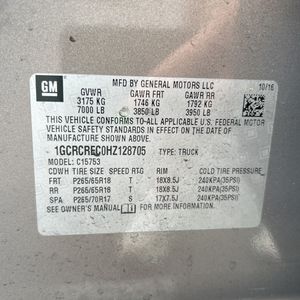 GM
MFD BY GENERAL MOTORS LLC
10/16
GVWR GAWR FRT GAWR RR
3175 KG 1746 KG 1792 KG
7000 LB 3850 LB 3950 LB
THIS VEHICLE CONFORMS TO ALL APPLICABLE U.S. FEDERAL MOTOR
VEHICLE SAFETY STANDARDS IN EFFECT ON THE DATE OF
MANUFACTURE SHOWN ABOVE.
1GCRCREC0HZ128705 TYPE: TRUCK
MODEL: C15753
CDWH TIRE SIZE SPEED RTG RIM COLD TIRE PRESSURE
FRT P265/65R18 T 18X8.5J 240KPA(35PSI)
RR P265/65R18 T 18X8.5J 240KPA(35PSI)
SPA P265/70R17 S 17X7.5J 240KPA(35PSI)
SEE OWNER'S MANUAL